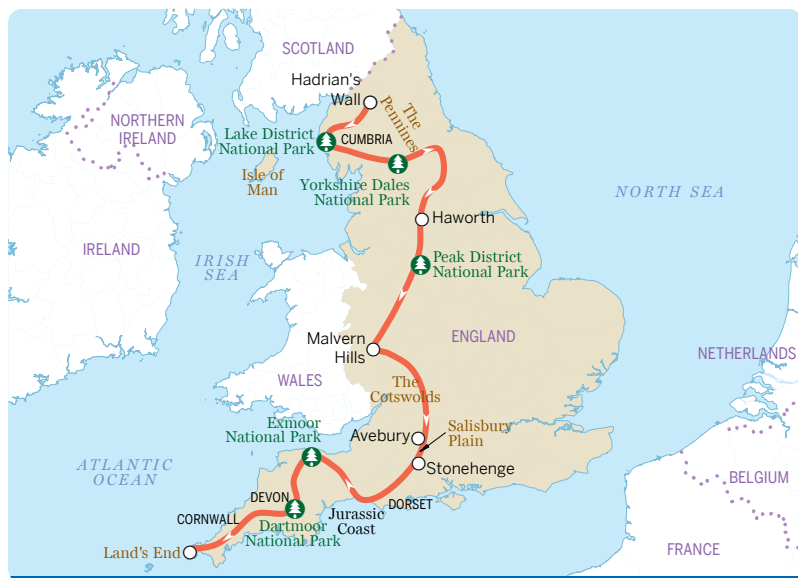 SCOTLAND
Hadrian's
Wall
The
Pennines
NORTHERN
IRELAND
Lake District
National Park
CUMBRIA
Isle of
Man
Yorkshire Dales
National Park
NORTH SEA
Haworth
IRELAND
IRISH
SEA
Peak District
National Park
Malvern
Hills
ENGLAND
NETHERLANDS
WALES
The
Cotswolds
Exmoor
National Park
Avebury
Salisbury
Plain
Stonehenge
ATLANTIC
OCEAN
BELGIUM
DEVON
DORSET
Jurassic
Coast
CORNWALL
Dartmoor
National Park
Land's End
FRANCE